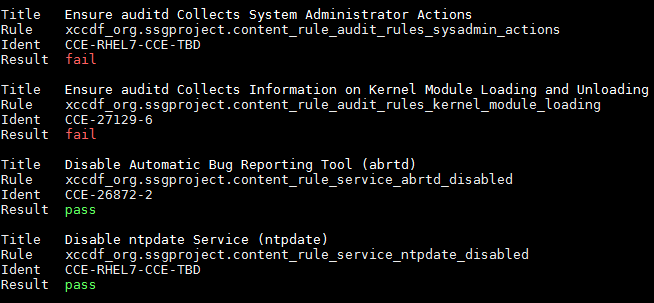 Title Ensure auditd Collects System Administrator Actions
Rule xccdf_org.ssgproject.content_rule_audit_rules_sysadmin_actions
Ident CCE-RHEL7-CCE-TBD
Result fail
Title Ensure auditd Collects Information on Kernel Module Loading and Unloading
Rule xccdf_org.ssgproject.content_rule_audit_rules_kernel_module_loading
Ident CCE-27129-6
Result fail
Title Disable Automatic Bug Reporting Tool (abrtd)
Rule xccdf_org.ssgproject.content_rule_service_abrtd_disabled
Ident CCE-26872-2
Result pass
Title Disable ntpdate Service (ntpdate)
Rule xccdf_org.ssgproject.content_rule_service_ntpdate_disabled
Ident CCE-RHEL7-CCE-TBD
Result pass